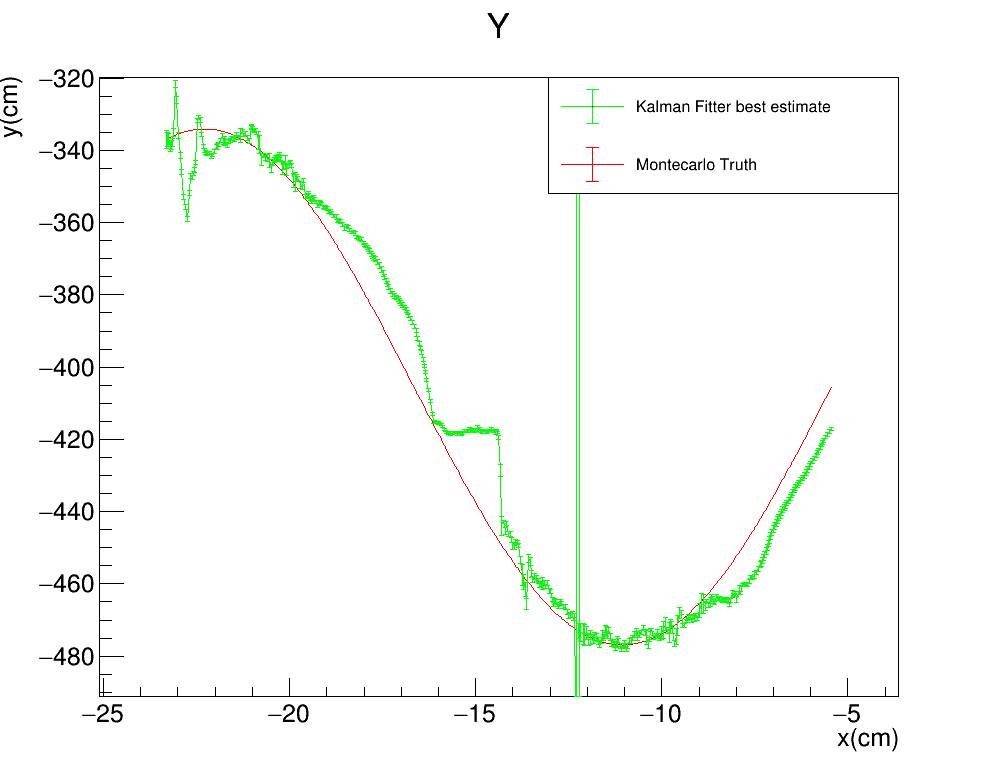 Y
y(cm)
−320
−340
−360
−380
−400
−420
−440
−460
−480
Kalman Fitter best estimate
Montecarlo Truth
−25 −20 −15 −10 −5
x(cm)